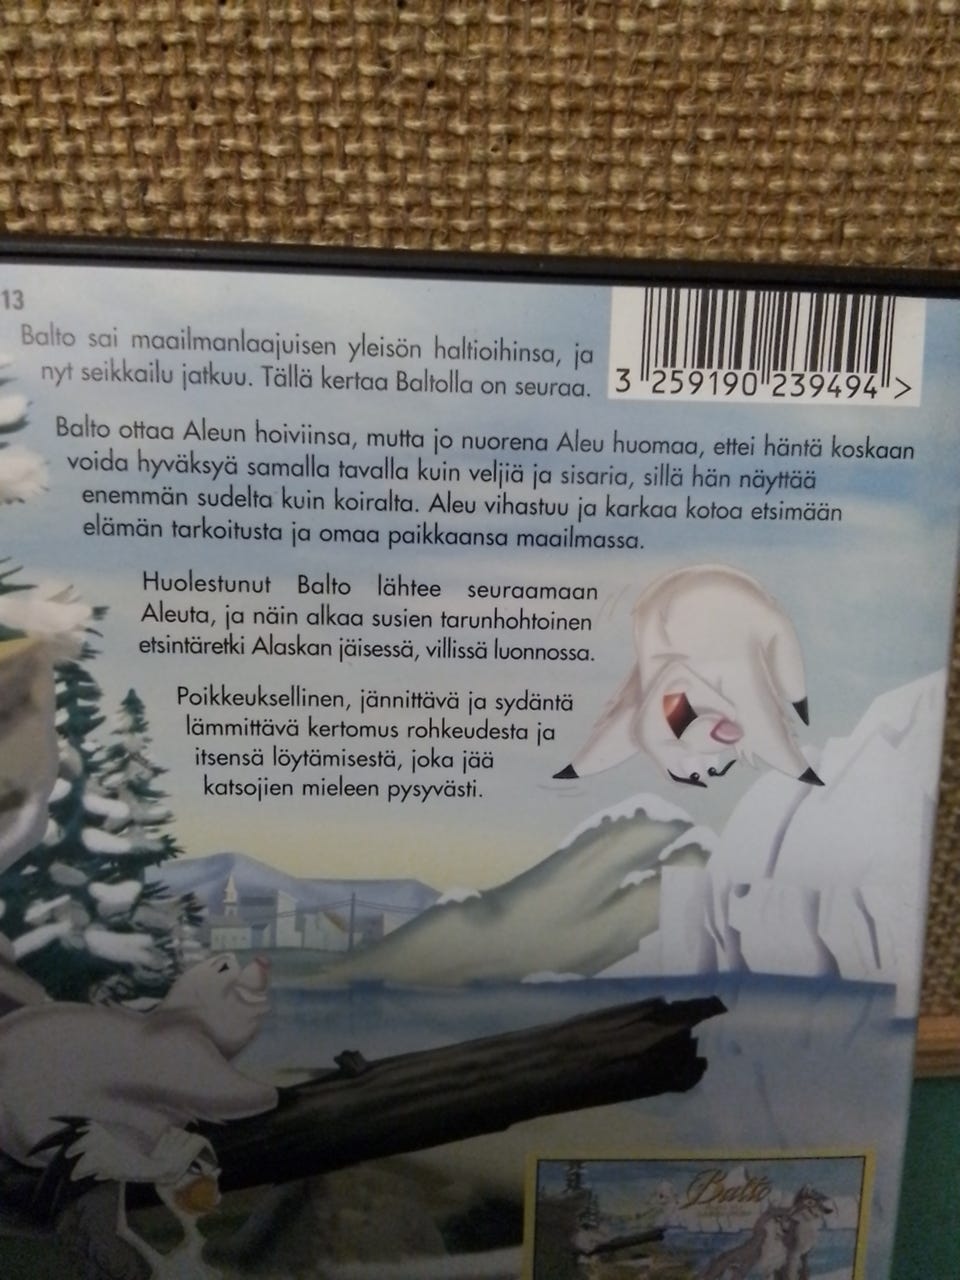 13
Balto sai maailmanlaajuisen yleisön haltioihinsa, ja
nyt seikkailu jatkuu. Tällä kertaa Baltolla on seuraa.
3 259190 239494 >
Balto ottaa Aleun hoiviinsa, mutta jo nuorena Aleu huomaa, ettei häntä koskaan
voida hyväksyä samalla tavalla kuin veljiä ja sisaria, sillä hän näyttää
enemmän sudelta kuin koiralta. Aleu vihastuu ja karkaa kotoa etsimään
elämän tarkoitusta ja omaa paikkaansa maailmassa.
Huolestunut Balto lähtee seuraamaan
Aleuta, ja näin alkaa susien tarunhohtoinen
etsintäretki Alaskan jäisessä, villissä luonnossa.
Poikkeuksellinen, jännittävä ja sydäntä
lämmittävä kertomus rohkeudesta ja
itsensä löytämisestä, joka jää
katsojien mieleen pysyvästi.
Balto